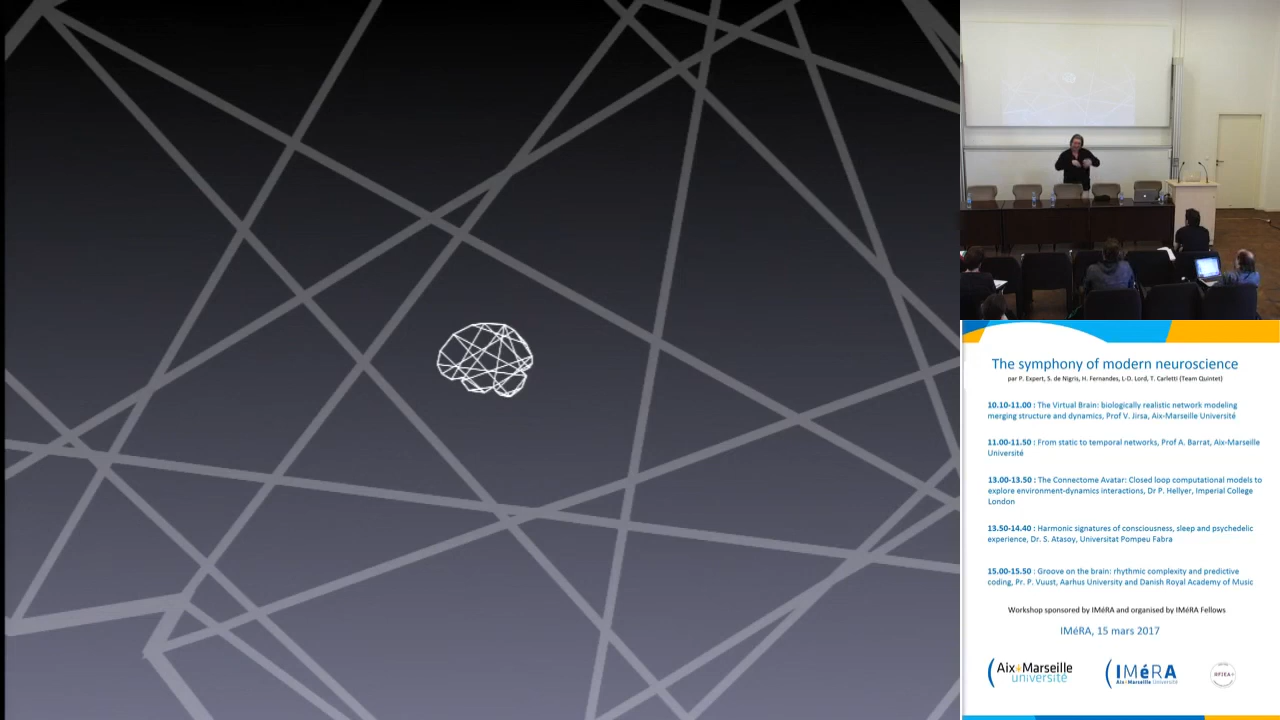 The symphony of modern neuroscience
par P. Expert, S. de Nigris, H. Fernandes, L-D. Lord, T. Carletti (Team Quintet)
10.10-11.00 : The Virtual Brain: biologically realistic network modeling
merging structure and dynamics, Prof V. Jirsa, Aix-Marseille Université
11.00-11.50 : From static to temporal networks, Prof A. Barrat, Aix-Marseille
Université
13.00-13.50 : The Connectome Avatar: Closed loop computational models to
explore environment-dynamics interactions, Dr P. Hellyer, Imperial College
London
13.50-14.40 : Harmonic signatures of consciousness, sleep and psychedelic
experience, Dr. S. Atasoy, Universitat Pompeu Fabra
15.00-15.50 : Groove on the brain: rhythmic complexity and predictive
coding, Pr. P. Vuust, Aarhus University and Danish Royal Academy of Music
Workshop sponsored by IMéRA and organised by IMéRA Fellows
IMéRA, 15 mars 2017
Aix+Marseille
université
IMéRA
Aix+Marseille Université
RFIEA+